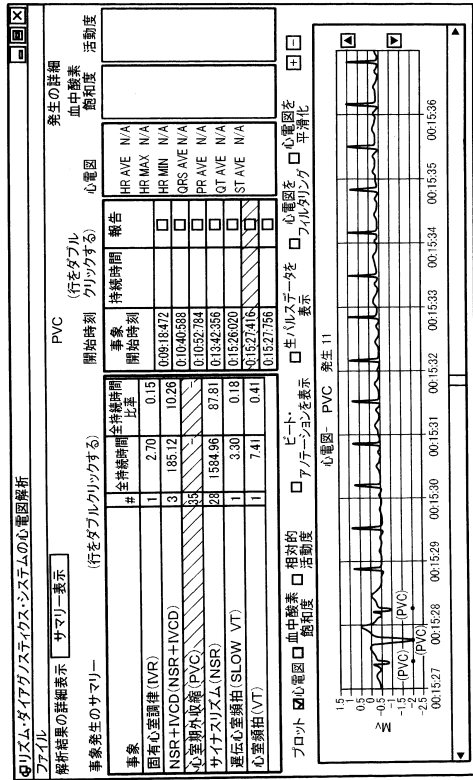 リズム・ダイアグノスティクス・システムの心電図解析
ファイル
解析結果の詳細表示 サマリー表示
事象発生のサマリー (行をダブルクリックする)
事象 # 全持続時間 全持続時間比率
固有心室調律(IVR) 1 2.70 0.15
NSR+IVCD(NSR+IVCD) 3 185.12 10.26
心室期外収縮(PVC) 35 - -
サイナスリズム(NSR) 28 1584.96 87.81
遅伝心室頻拍(SLOW VT) 1 3.30 0.18
心室頻拍(VT) 1 7.41 0.41
PVC
開始時刻 (行をダブルクリックする)
事象開始時刻 持続時間 報告
0:09:18:472
0:10:40:588
0:10:52:784
0:13:42:356
0:15:26:020
0:15:27:416
0:15:27:756
発生の詳細
心電図 血中酸素飽和度 活動度
HR AVE N/A
HR MAX N/A
HR MIN N/A
QRS AVE N/A
PR AVE N/A
QT AVE N/A
ST AVE N/A
プロット 心電図 血中酸素飽和度 相対的活動度 ビート・アノテーションを表示 生パルスデータを表示 心電図をフィルタリング 心電図を平滑化 + -
心電図- PVC 発生 11
Mv
1.5
1
0.5
0
-0.5
-1
-1.5
-2
-2.5
(PVC) (PVC) (PVC)
00:15:27 00:15:28 00:15:29 00:15:30 00:15:31 00:15:32 00:15:33 00:15:34 00:15:35 00:15:36